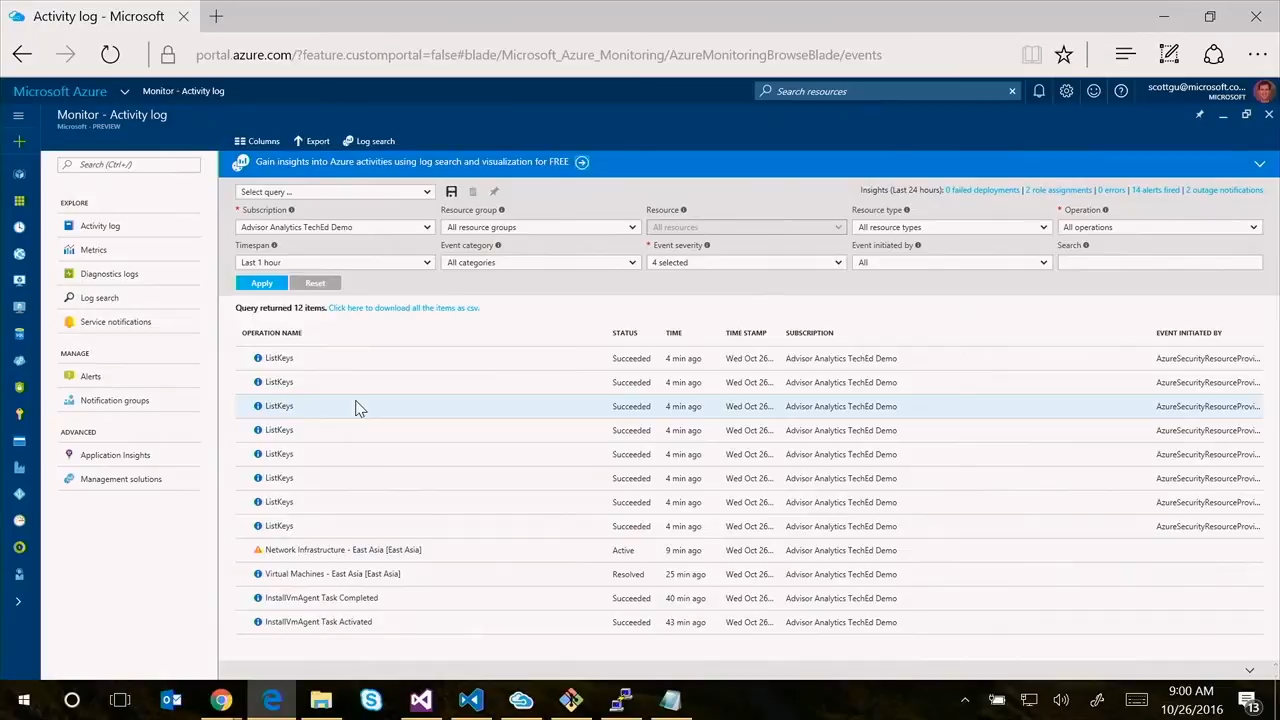 Activity log - Microsoft
portal.azure.com/?feature.customportal=false#blade/Microsoft_Azure_Monitoring/AzureMonitoringBrowseBlade/events
Microsoft Azure Monitor - Activity log Search resources scottgu@microsoft.co... MICROSOFT
Monitor - Activity log
Microsoft - PREVIEW
Columns Export Log search
Search (Ctrl+/)
EXPLORE
Activity log
Metrics
Diagnostics logs
Log search
Service notifications
MANAGE
Alerts
Notification groups
ADVANCED
Application Insights
Management solutions
Gain insights into Azure activities using log search and visualization for FREE
Select query ... Insights (Last 24 hours): 0 failed deployments | 2 role assignments | 0 errors | 14 alerts fired | 2 outage notifications
* Subscription Resource group Resource Resource type * Operation
Advisor Analytics TechEd Demo All resource groups All resources All resource types All operations
Timespan Event category * Event severity Event initiated by Search
Last 1 hour All categories 4 selected All
Apply Reset
Query returned 12 items. Click here to download all the items as csv.
OPERATION NAME STATUS TIME TIME STAMP SUBSCRIPTION EVENT INITIATED BY
ListKeys Succeeded 4 min ago Wed Oct 26... Advisor Analytics TechEd Demo AzureSecurityResourceProvi...
ListKeys Succeeded 4 min ago Wed Oct 26... Advisor Analytics TechEd Demo AzureSecurityResourceProvi...
ListKeys Succeeded 4 min ago Wed Oct 26... Advisor Analytics TechEd Demo AzureSecurityResourceProvi...
ListKeys Succeeded 4 min ago Wed Oct 26... Advisor Analytics TechEd Demo AzureSecurityResourceProvi...
ListKeys Succeeded 4 min ago Wed Oct 26... Advisor Analytics TechEd Demo AzureSecurityResourceProvi...
ListKeys Succeeded 4 min ago Wed Oct 26... Advisor Analytics TechEd Demo AzureSecurityResourceProvi...
ListKeys Succeeded 4 min ago Wed Oct 26... Advisor Analytics TechEd Demo AzureSecurityResourceProvi...
ListKeys Succeeded 4 min ago Wed Oct 26... Advisor Analytics TechEd Demo AzureSecurityResourceProvi...
Network Infrastructure - East Asia [East Asia] Active 9 min ago Wed Oct 26... Advisor Analytics TechEd Demo
Virtual Machines - East Asia [East Asia] Resolved 25 min ago Wed Oct 26... Advisor Analytics TechEd Demo
InstallVmAgent Task Completed Succeeded 40 min ago Wed Oct 26... Advisor Analytics TechEd Demo
InstallVmAgent Task Activated Succeeded 43 min ago Wed Oct 26... Advisor Analytics TechEd Demo
9:00 AM
10/26/2016
13